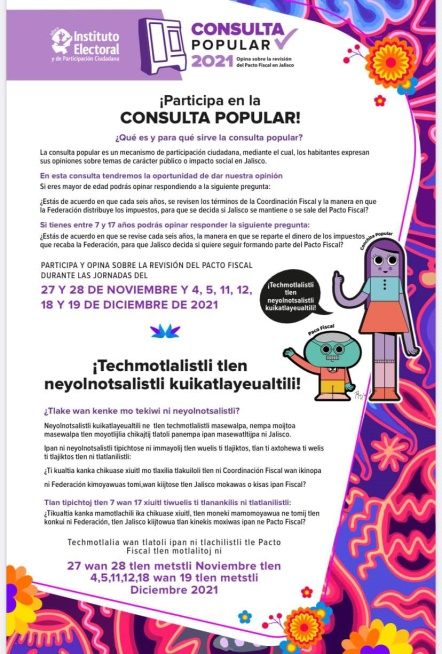 Instituto
Electoral
y de Participación Ciudadana
CONSULTA
POPULAR
2021 Opina sobre la revisión
del Pacto Fiscal en Jalisco
¡Participa en la
CONSULTA POPULAR!
¿Qué es y para qué sirve la consulta popular?
La consulta popular es un mecanismo de participación ciudadana, mediante el cual, los habitantes expresan
sus opiniones sobre temas de carácter público o impacto social en Jalisco.
En esta consulta tendremos la oportunidad de dar nuestra opinión
Si eres mayor de edad podrás opinar respondiendo a la siguiente pregunta:
¿Estás de acuerdo en que cada seis años, se revisen los términos de la Coordinación Fiscal y la manera en que
la Federación distribuye los impuestos, para que se decida si Jalisco se mantiene o se sale del Pacto Fiscal?
Si tienes entre 7 y 17 años podrás opinar responder la siguiente pregunta:
¿Estás de acuerdo en que se revise cada seis años, la manera en que se reparte el dinero de los impuestos
que recaba la Federación, para que Jalisco decida si quiere seguir formando parte del Pacto Fiscal?
Consulta Popular
PARTICIPA Y OPINA SOBRE LA REVISIÓN DEL PACTO FISCAL
DURANTE LAS JORNADAS DEL
27 Y 28 DE NOVIEMBRE Y 4, 5, 11, 12,
18 Y 19 DE DICIEMBRE DE 2021
¡Techmotlalistli
tlen
neyolnotsalistli
kuikatlayeualtili!
Pacto Fiscal
¡Techmotlalistli tlen
neyolnotsalistli kuikatlayeualtili!
¿Tlake wan kenke mo tekiwi ni neyolnotsalistli?
Neyolnotsalistli kuikatlayeualtili ne tlen techmotlalistli masewalpa, nempa mojtoa
masewalpa tlen moyotlijlia chikajtij tlatoli panempa ipan masewatltijpa ni Jalisco.
Ipan ni neyolnotsalistli tipichtose ni immayolij tlen wuelis ti tlajiktos, tlan ti axtohewa ti welis
ti tlajiktos tlen ni tlatlanilistli:
¿Ti kualtia kanka chikuase xiuitl mo tlaxilia tlakuiloli tlen ni Coordinación Fiscal wan ikinopa
ni Federación kimoyawuas tomi,wan kiijtose tlen Jalisco mokawas o kisas ipan Fiscal?
Tlan tipichtoj tlen 7 wan 17 xiuitl tiwuelis ti tlanankilis ni tlatlanilistli:
¿Tikualtia kanka mamotlachili ika chikuase xiuitl, tlen moneki mamomoyawua ne tomij tlen
konkui ni Federación, tlen Jalisco kiijtowua tlan kinekis moxiwas ipan ne Pacto Fiscal?
Techmotlalia wan tlatoli ipan ni tlachilistli tle Pacto
Fiscal tlen motlalitoj ni
27 wan 28 tlen metstli Noviembre tlen
4,5,11,12,18 wan 19 tlen metstli
Diciembre 2021